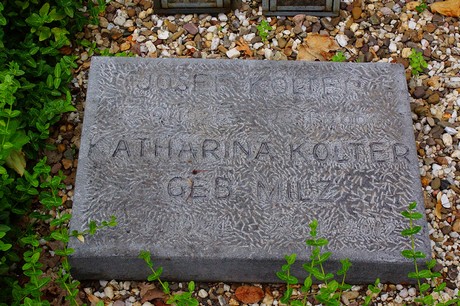 JOSEF KOLTER
KATHARINA KOLTER
GEB MILZ